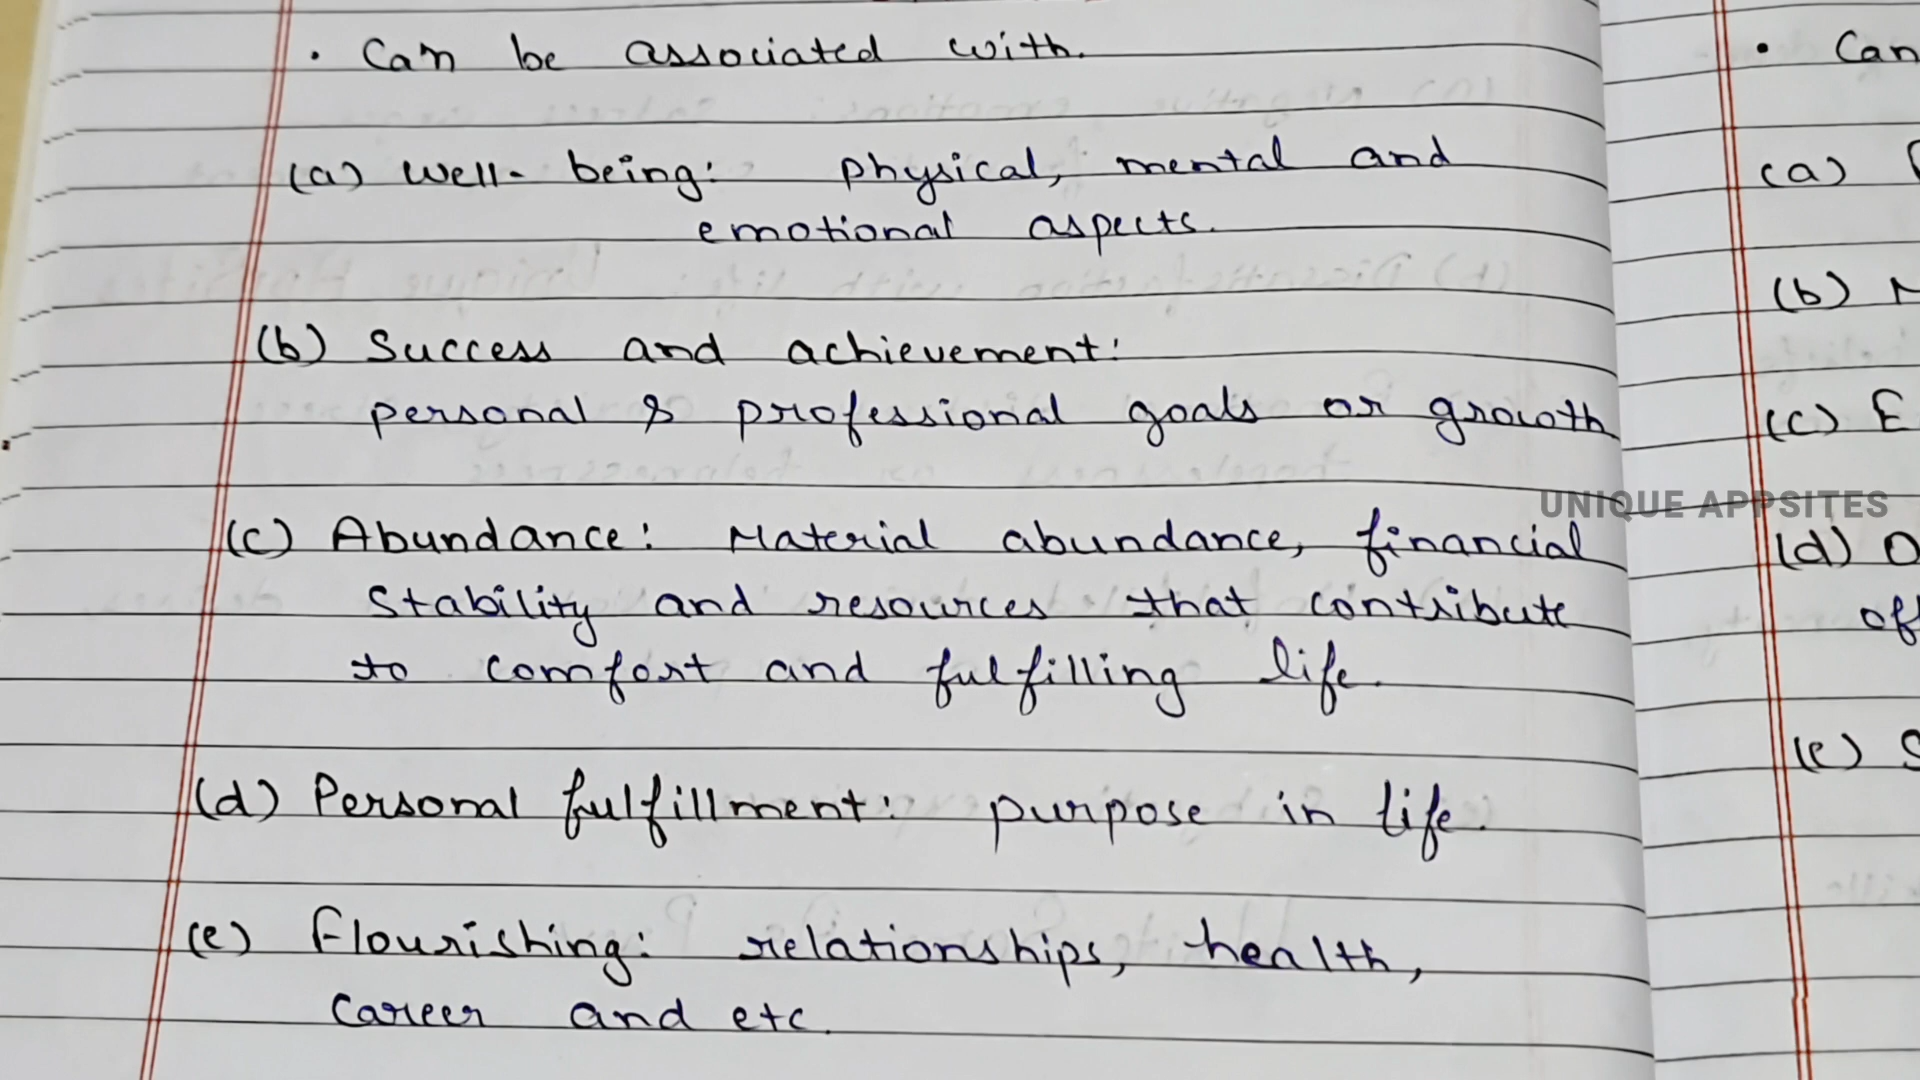 • Can be associated with.
(a) Well-being: Physical, mental and
emotional aspects.
(b) Success and achievement:
personal & professional goals or growth
(c) Abundance: Material abundance, financial
Stability and resources that contribute
to comfort and fulfilling life.
(d) Personal fulfillment: purpose in life.
(e) Flourishing: relationships, health,
Career and etc.
• Can
(a)
(b)
(c) E
(d) O
of
(e) S
UNIQUE APPSITES